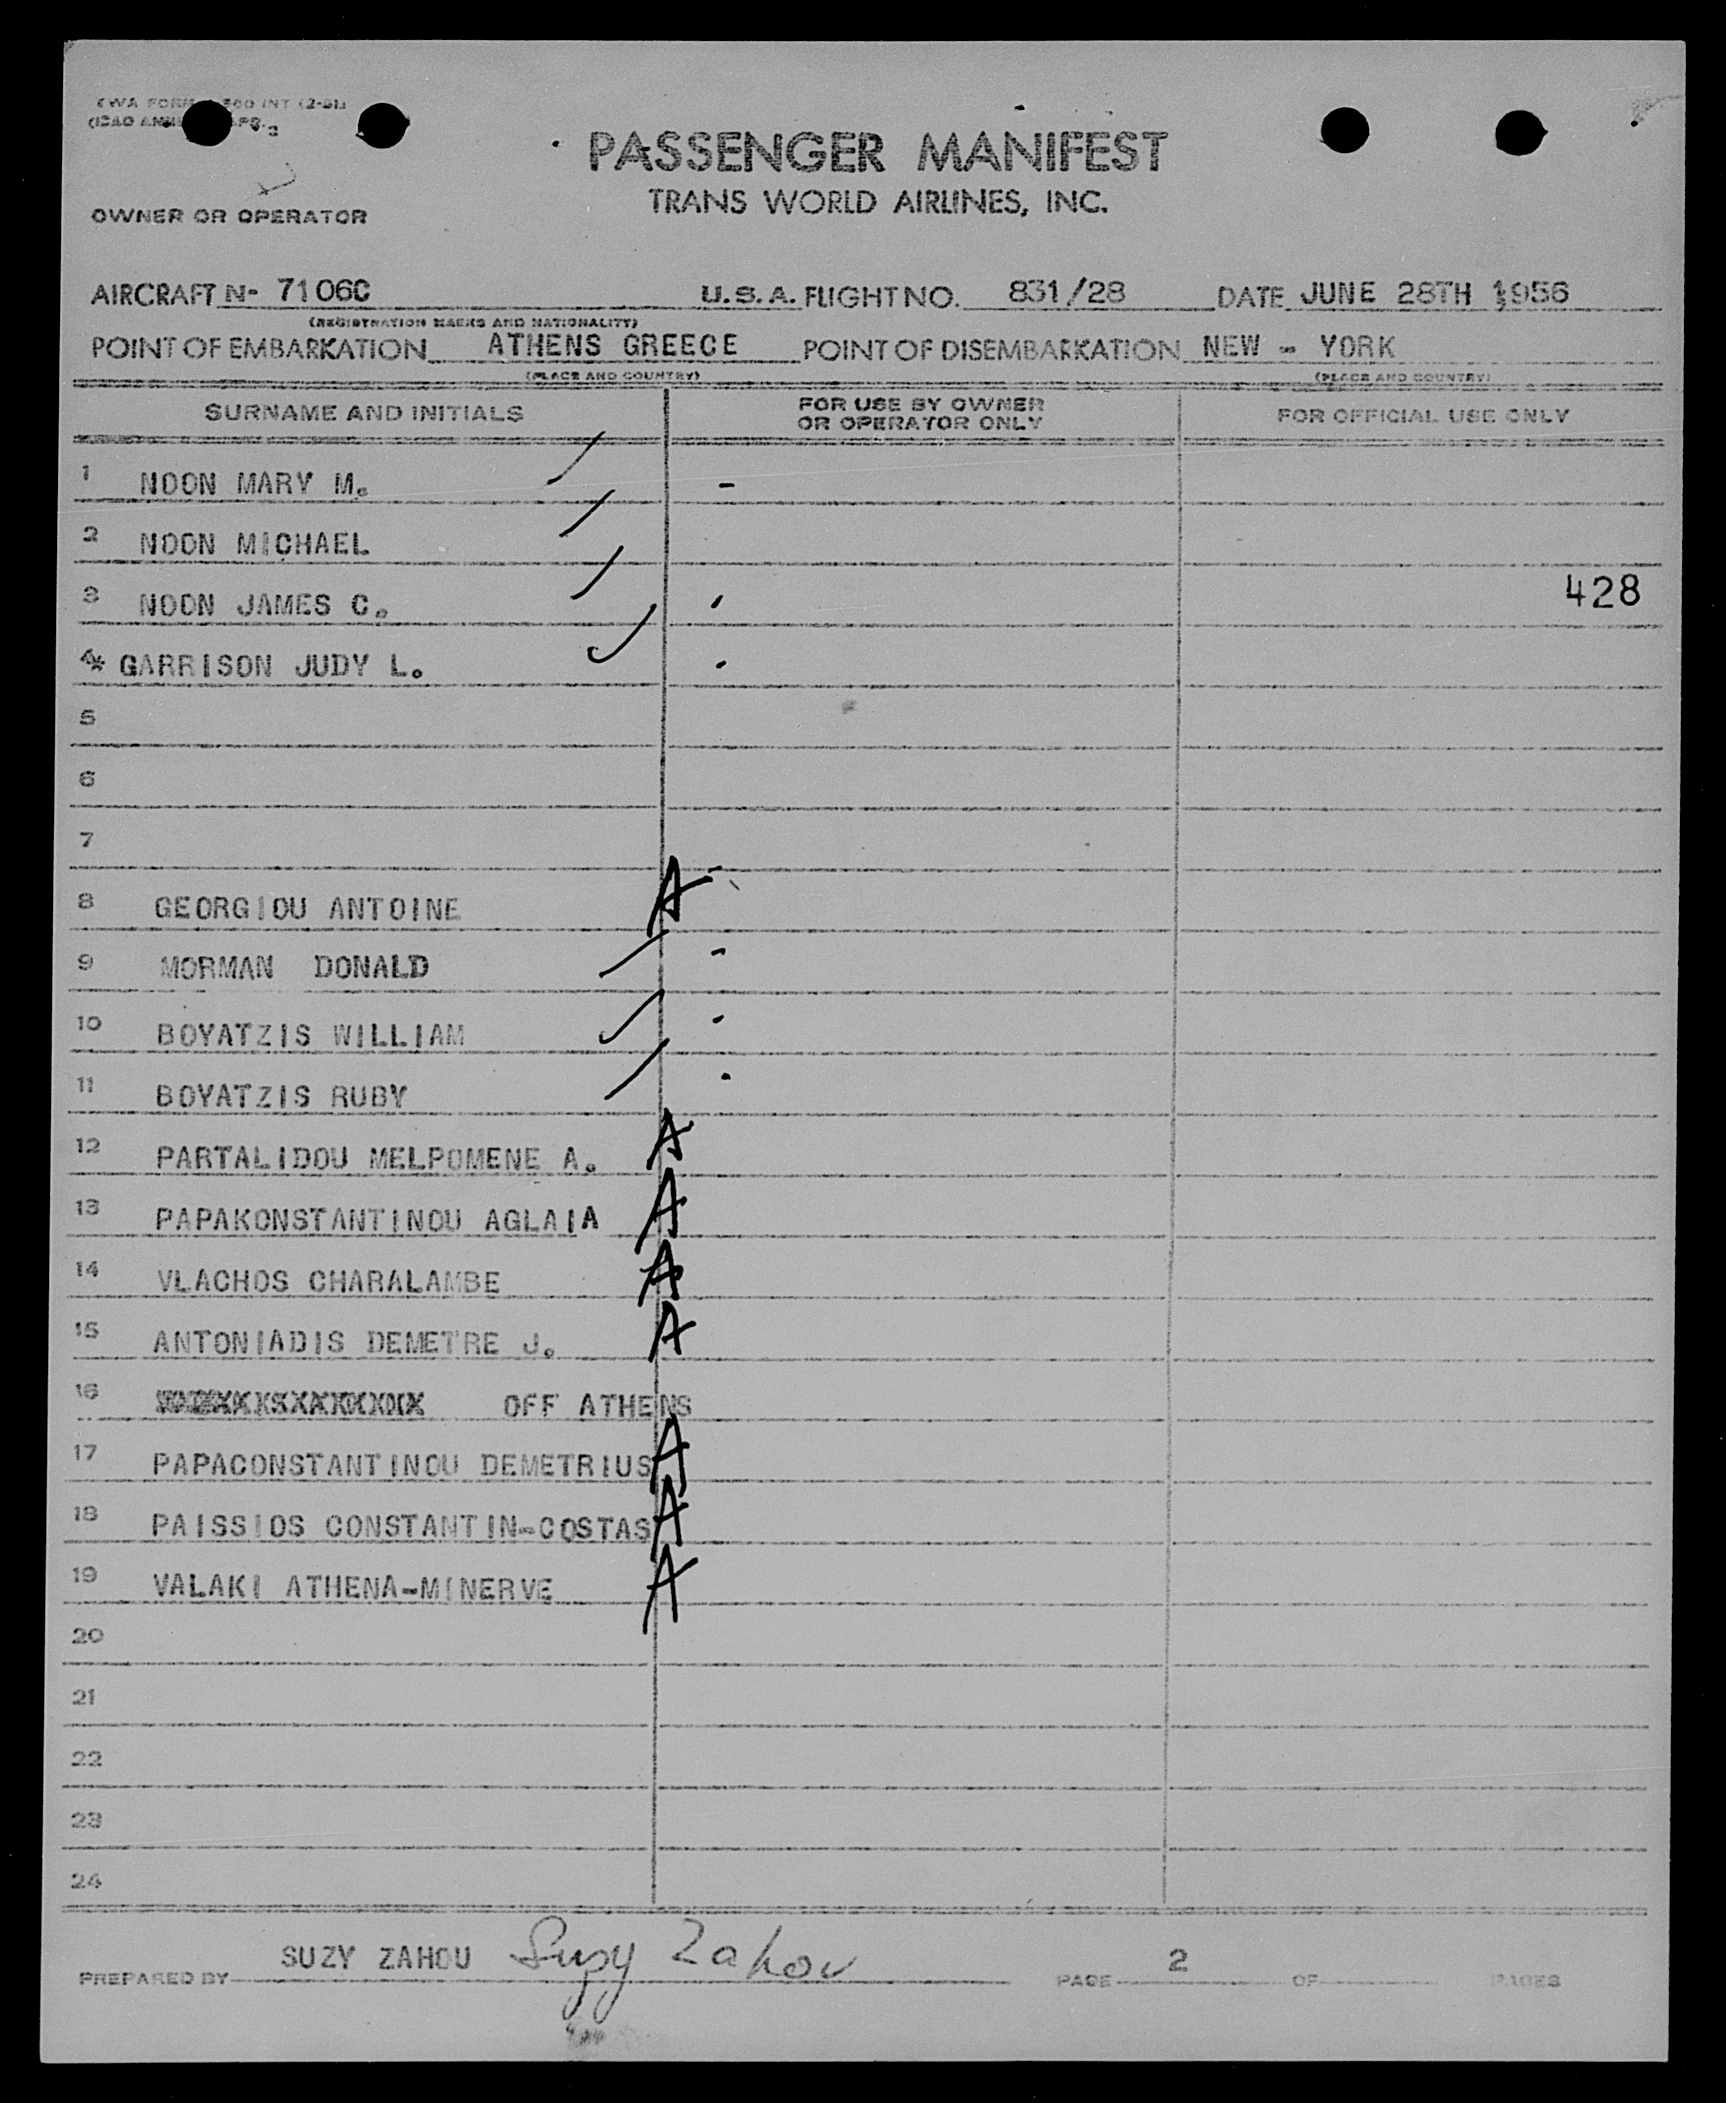 PASSENGER MANIFEST
TRANS WORLD AIRLINES, INC.
OWNER OR OPERATOR
AIRCRAFT N- 7106C U.S.A. FLIGHT NO. 831/28 DATE JUNE 28TH 1956
(REGISTRATION MARKS AND NATIONALITY)
POINT OF EMBARKATION ATHENS GREECE POINT OF DISEMBARKATION NEW - YORK
(PLACE AND COUNTRY) (PLACE AND COUNTRY)
SURNAME AND INITIALS FOR USE BY OWNER OR OPERATOR ONLY FOR OFFICIAL USE ONLY
1 NOON MARY M.
2 NOON MICHAEL
3 NOON JAMES C. 428
4* GARRISON JUDY L.
5
6
7
8 GEORGIOU ANTOINE A
9 MORMAN DONALD
10 BOYATZIS WILLIAM
11 BOYATZIS RUBY
12 PARTALIDOU MELPOMENE A. A
13 PAPAKONSTANTINOU AGLAIA A
14 VLACHOS CHARALAMBE A
15 ANTONIADIS DEMETRE J. A
16 OFF ATHENS
17 PAPACONSTANTINOU DEMETRIUS A
18 PAISSIOS CONSTANTIN-COSTAS A
19 VALAKI ATHENA-MINERVE A
20
21
22
23
24
PREPARED BY SUZY ZAHOU Suzy Zahou PAGE 2 OF PAGES